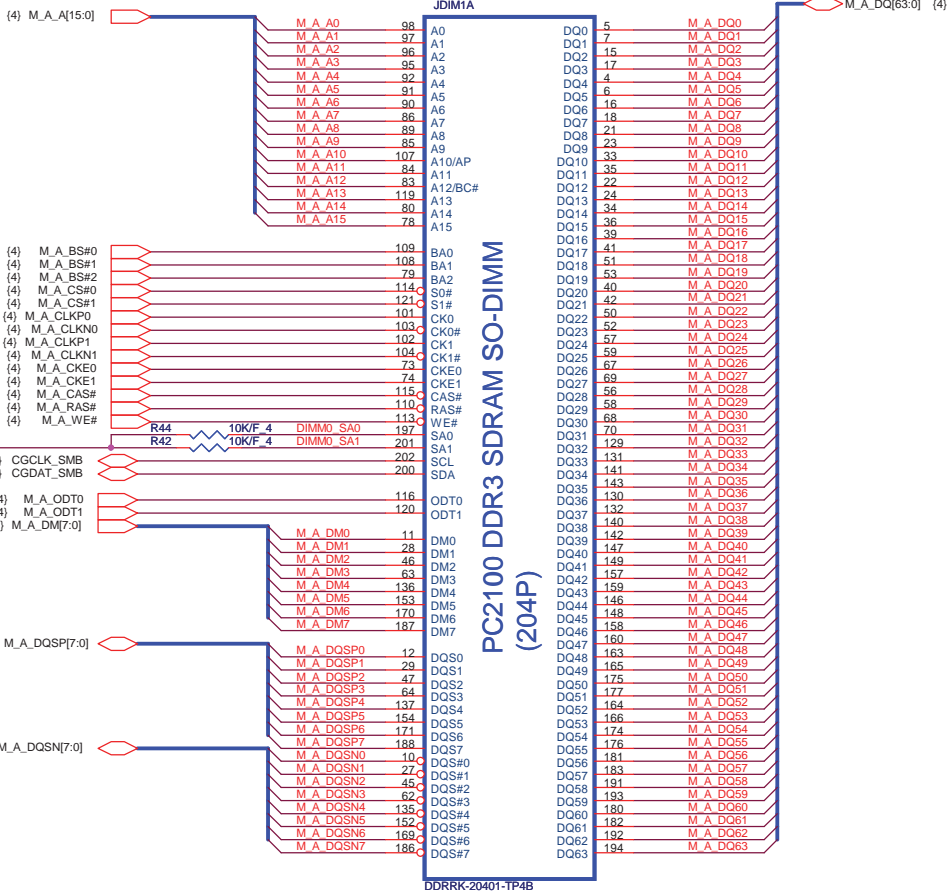 {4} M_A_A[15:0]
JDIM1A
M_A_DQ[63:0] {4}
M_A_A0 98 A0
M_A_A1 97 A1
M_A_A2 96 A2
M_A_A3 95 A3
M_A_A4 92 A4
M_A_A5 91 A5
M_A_A6 90 A6
M_A_A7 86 A7
M_A_A8 89 A8
M_A_A9 85 A9
M_A_A10 107 A10/AP
M_A_A11 84 A11
M_A_A12 83 A12/BC#
M_A_A13 119 A13
M_A_A14 80 A14
M_A_A15 78 A15
{4} M_A_BS#0 109 BA0
{4} M_A_BS#1 108 BA1
{4} M_A_BS#2 79 BA2
{4} M_A_CS#0 114 S0#
{4} M_A_CS#1 121 S1#
{4} M_A_CLKP0 101 CK0
{4} M_A_CLKN0 103 CK0#
{4} M_A_CLKP1 102 CK1
{4} M_A_CLKN1 104 CK1#
{4} M_A_CKE0 73 CKE0
{4} M_A_CKE1 74 CKE1
{4} M_A_CAS# 115 CAS#
{4} M_A_RAS# 110 RAS#
{4} M_A_WE# 113 WE#
R44 10K/F_4 DIMM0_SA0 197 SA0
R42 10K/F_4 DIMM0_SA1 201 SA1
} CGCLK_SMB 202 SCL
} CGDAT_SMB 200 SDA
4} M_A_ODT0 116 ODT0
4} M_A_ODT1 120 ODT1
} M_A_DM[7:0]
M_A_DM0 11 DM0
M_A_DM1 28 DM1
M_A_DM2 46 DM2
M_A_DM3 63 DM3
M_A_DM4 136 DM4
M_A_DM5 153 DM5
M_A_DM6 170 DM6
M_A_DM7 187 DM7
M_A_DQSP[7:0]
M_A_DQSP0 12 DQS0
M_A_DQSP1 29 DQS1
M_A_DQSP2 47 DQS2
M_A_DQSP3 64 DQS3
M_A_DQSP4 137 DQS4
M_A_DQSP5 154 DQS5
M_A_DQSP6 171 DQS6
M_A_DQSP7 188 DQS7
M_A_DQSN[7:0]
M_A_DQSN0 10 DQS#0
M_A_DQSN1 27 DQS#1
M_A_DQSN2 45 DQS#2
M_A_DQSN3 62 DQS#3
M_A_DQSN4 135 DQS#4
M_A_DQSN5 152 DQS#5
M_A_DQSN6 169 DQS#6
M_A_DQSN7 186 DQS#7
PC2100 DDR3 SDRAM SO-DIMM
(204P)
DQ0 5 M_A_DQ0
DQ1 7 M_A_DQ1
DQ2 15 M_A_DQ2
DQ3 17 M_A_DQ3
DQ4 4 M_A_DQ4
DQ5 6 M_A_DQ5
DQ6 16 M_A_DQ6
DQ7 18 M_A_DQ7
DQ8 21 M_A_DQ8
DQ9 23 M_A_DQ9
DQ10 33 M_A_DQ10
DQ11 35 M_A_DQ11
DQ12 22 M_A_DQ12
DQ13 24 M_A_DQ13
DQ14 34 M_A_DQ14
DQ15 36 M_A_DQ15
DQ16 39 M_A_DQ16
DQ17 41 M_A_DQ17
DQ18 51 M_A_DQ18
DQ19 53 M_A_DQ19
DQ20 40 M_A_DQ20
DQ21 42 M_A_DQ21
DQ22 50 M_A_DQ22
DQ23 52 M_A_DQ23
DQ24 57 M_A_DQ24
DQ25 59 M_A_DQ25
DQ26 67 M_A_DQ26
DQ27 69 M_A_DQ27
DQ28 56 M_A_DQ28
DQ29 58 M_A_DQ29
DQ30 68 M_A_DQ30
DQ31 70 M_A_DQ31
DQ32 129 M_A_DQ32
DQ33 131 M_A_DQ33
DQ34 141 M_A_DQ34
DQ35 143 M_A_DQ35
DQ36 130 M_A_DQ36
DQ37 132 M_A_DQ37
DQ38 140 M_A_DQ38
DQ39 142 M_A_DQ39
DQ40 147 M_A_DQ40
DQ41 149 M_A_DQ41
DQ42 157 M_A_DQ42
DQ43 159 M_A_DQ43
DQ44 146 M_A_DQ44
DQ45 148 M_A_DQ45
DQ46 158 M_A_DQ46
DQ47 160 M_A_DQ47
DQ48 163 M_A_DQ48
DQ49 165 M_A_DQ49
DQ50 175 M_A_DQ50
DQ51 177 M_A_DQ51
DQ52 164 M_A_DQ52
DQ53 166 M_A_DQ53
DQ54 174 M_A_DQ54
DQ55 176 M_A_DQ55
DQ56 181 M_A_DQ56
DQ57 183 M_A_DQ57
DQ58 191 M_A_DQ58
DQ59 193 M_A_DQ59
DQ60 180 M_A_DQ60
DQ61 182 M_A_DQ61
DQ62 192 M_A_DQ62
DQ63 194 M_A_DQ63
DDRRK-20401-TP4B